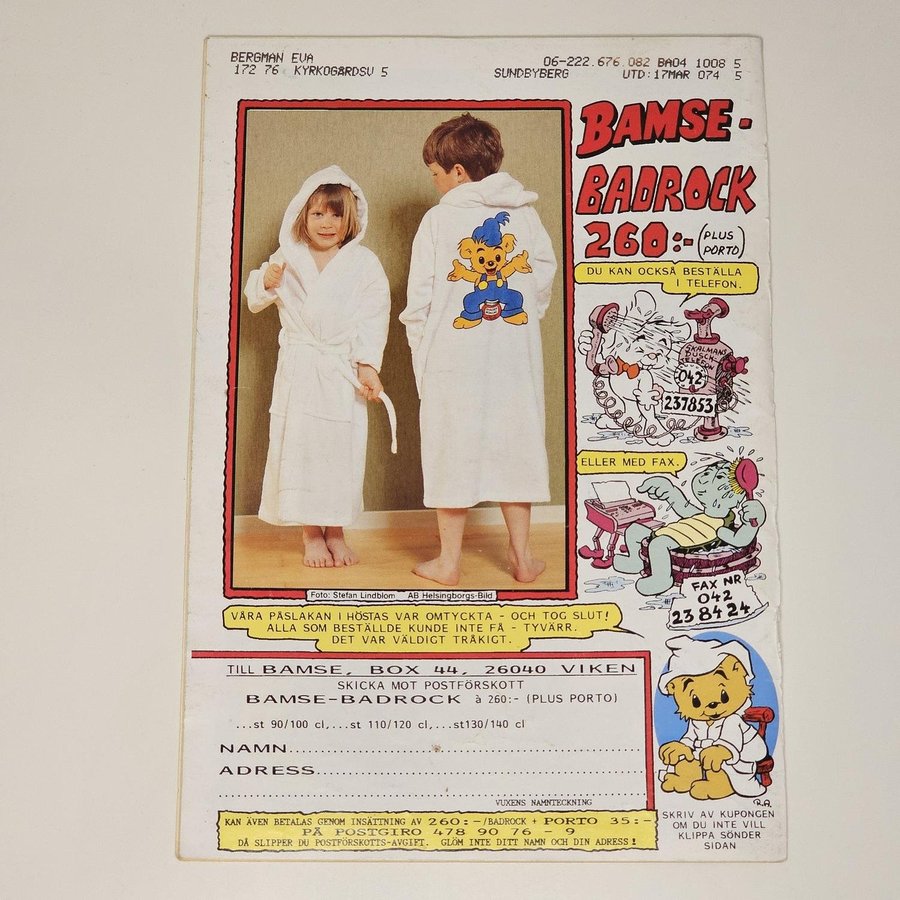 BERGMAN EVA 06-222.676.082 BA04 1008 5
172 76 KYRKOGÅRDSV 5 SUNDBYBERG UTD:17MAR 074 5
BAMSE-
BADROCK
260:- (PLUS PORTO)
DU KAN OCKSÅ BESTÄLLA
I TELEFON.
SKALMANS
DUSCH-
TELEFON
042
237853
ELLER MED FAX.
FAX NR
042
23 84 24
Foto: Stefan Lindblom AB Helsingborgs-Bild
VÅRA PÅSLAKAN I HÖSTAS VAR OMTYCKTA - OCH TOG SLUT!
ALLA SOM BESTÄLLDE KUNDE INTE FÅ - TYVÄRR.
DET VAR VÄLDIGT TRÅKIGT.
TILL BAMSE, BOX 44, 26040 VIKEN
SKICKA MOT POSTFÖRSKOTT
BAMSE-BADROCK à 260:- (PLUS PORTO)
...st 90/100 cl,...st 110/120 cl,...st130/140 cl
NAMN
ADRESS
VUXENS NAMNTECKNING
KAN ÄVEN BETALAS GENOM INSÄTTNING AV 260:-/BADROCK + PORTO 35:-
PÅ POSTGIRO 478 90 76 - 9
DÅ SLIPPER DU POSTFÖRSKOTTS-AVGIFT. GLÖM INTE DITT NAMN OCH DIN ADRESS!
R.A.
SKRIV AV KUPONGEN
OM DU INTE VILL
KLIPPA SÖNDER
SIDAN